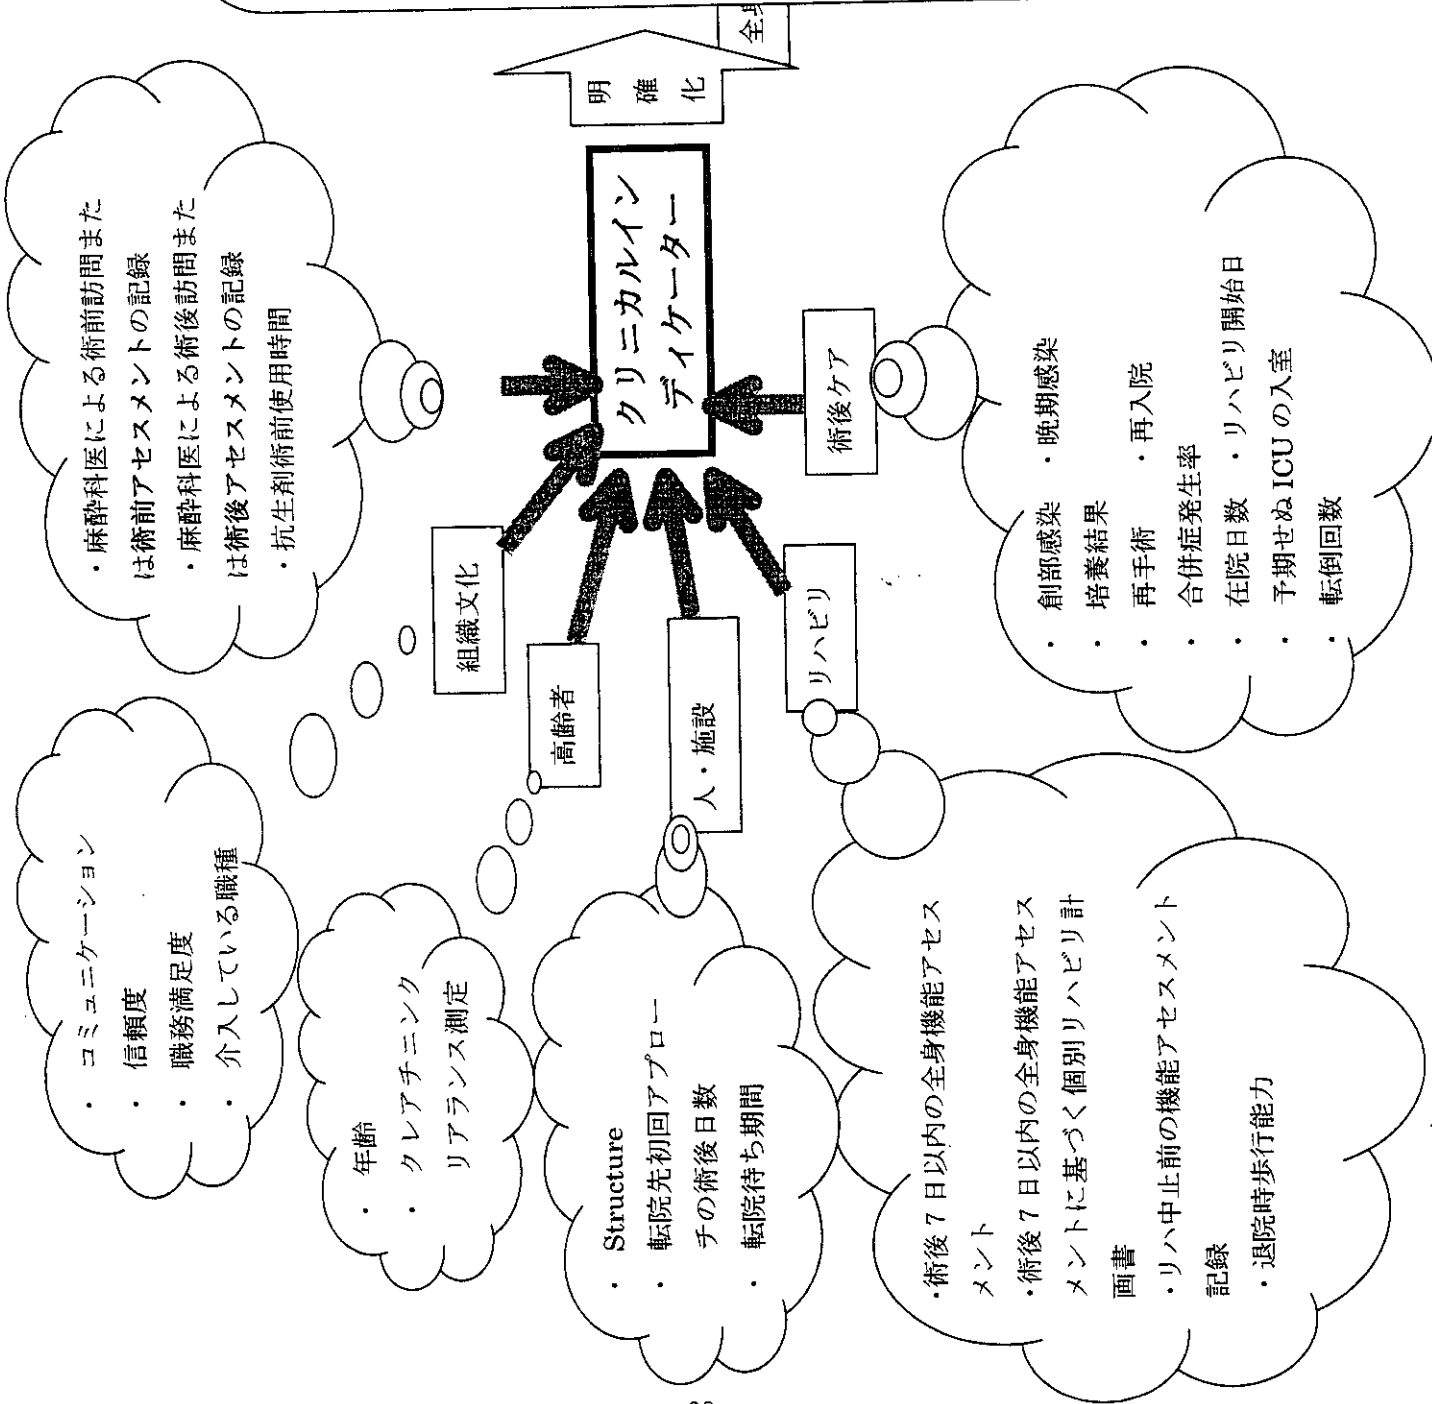 ・コミュニケーション
・信頼度
・職務満足度
・介入している職種
・麻酔科医による術前訪問また
は術前アセスメントの記録
・麻酔科医による術後訪問また
は術後アセスメントの記録
・抗生剤術前使用時間
・年齢
・クレアチニンク
リアランス測定
組織文化
高齢者
・Structure
・転院先初回アプロー
チの術後日数
・転院待ち期間
人・施設
クリニカルイン
ディケーター
明確化
全身
リハビリ
術後ケア
・術後7日以内の全身機能アセス
メント
・術後7日以内の全身機能アセス
メントに基づく個別リハビリ計
画書
・リハ中止前の機能アセスメント
記録
・退院時歩行能力
・創部感染 ・晩期感染
・培養結果
・再手術 ・再入院
・合併症発生率
・在院日数 ・リハビリ開始日
・予期せぬICUの入室
・転倒回数